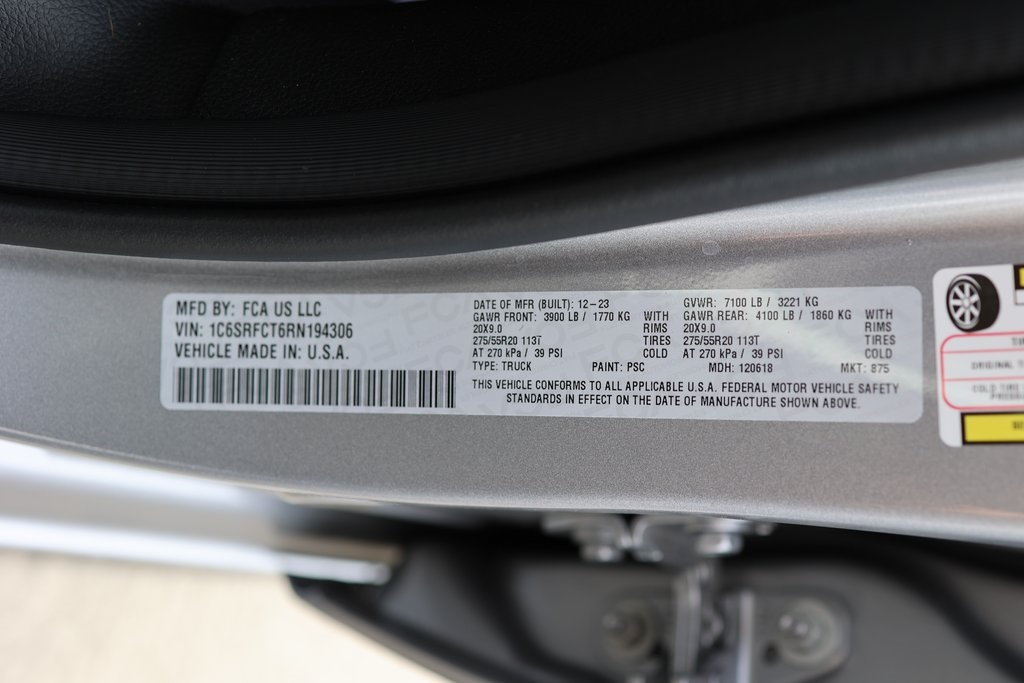 MFD BY: FCA US LLC
VIN: 1C6SRFCT6RN194306
VEHICLE MADE IN: U.S.A.
DATE OF MFR (BUILT): 12-23
GAWR FRONT: 3900 LB / 1770 KG WITH
20X9.0 RIMS
275/55R20 113T TIRES
AT 270 kPa / 39 PSI COLD
TYPE: TRUCK
GVWR: 7100 LB / 3221 KG
GAWR REAR: 4100 LB / 1860 KG WITH
20X9.0 RIMS
275/55R20 113T TIRES
AT 270 kPa / 39 PSI COLD
PAINT: PSC MDH: 120618 MKT: 875
THIS VEHICLE CONFORMS TO ALL APPLICABLE U.S.A. FEDERAL MOTOR VEHICLE SAFETY
STANDARDS IN EFFECT ON THE DATE OF MANUFACTURE SHOWN ABOVE.
ORIGINAL T
COLD TIRE
PRESSU